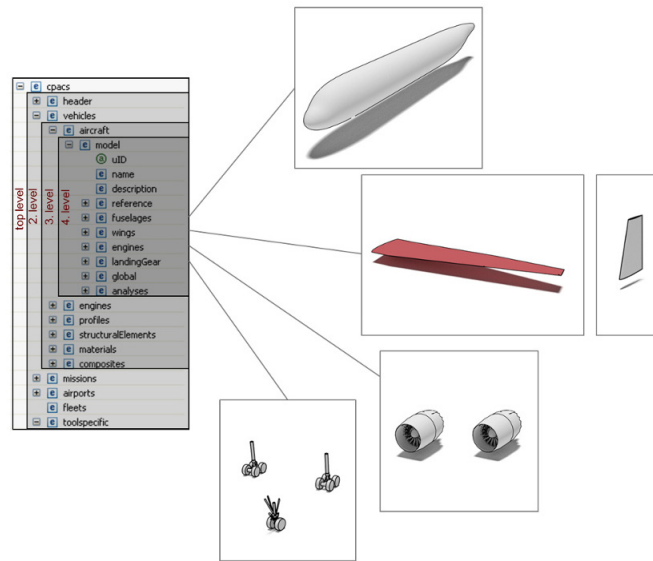 cpacs
header
vehicles
aircraft
model
uID
name
description
reference
fuselages
wings
engines
landingGear
global
analyses
engines
profiles
structuralElements
materials
composites
missions
airports
fleets
toolspecific
top level
2. level
3. level
4. level